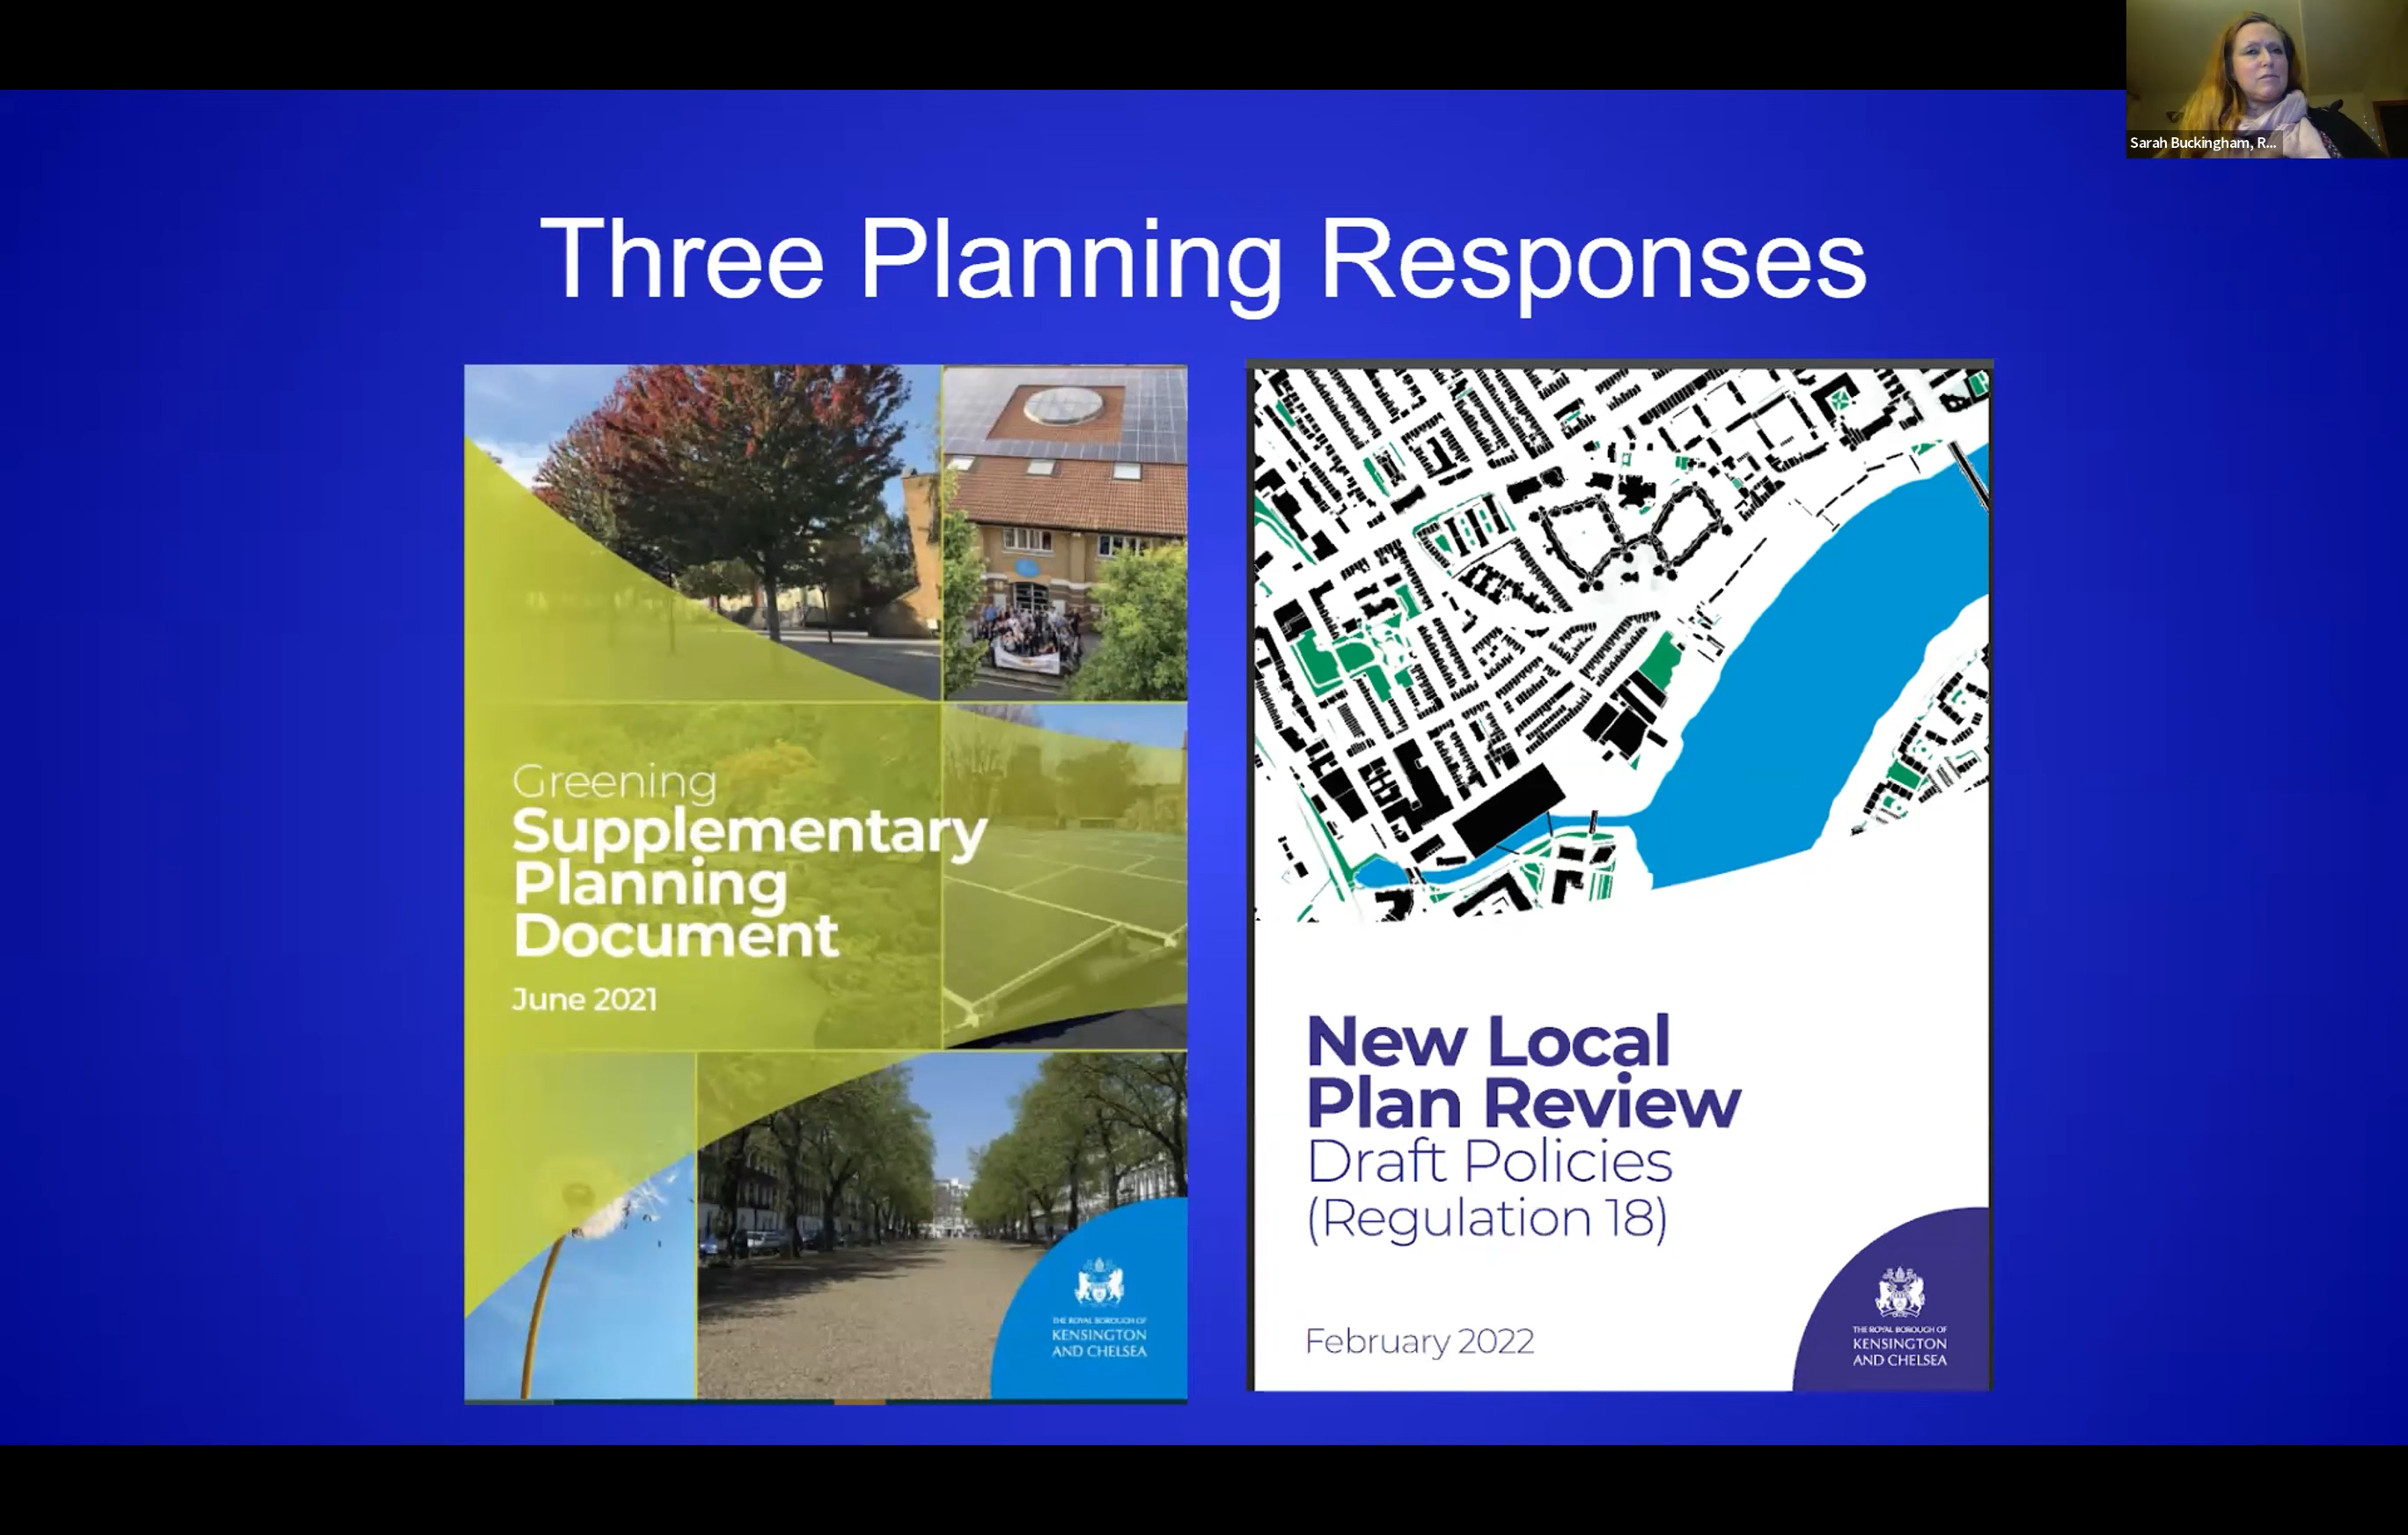 Sarah Buckingham, R...
Three Planning Responses
Greening
Supplementary
Planning
Document
June 2021
THE ROYAL BOROUGH OF
KENSINGTON
AND CHELSEA
New Local
Plan Review
Draft Policies
(Regulation 18)
February 2022
THE ROYAL BOROUGH OF
KENSINGTON
AND CHELSEA